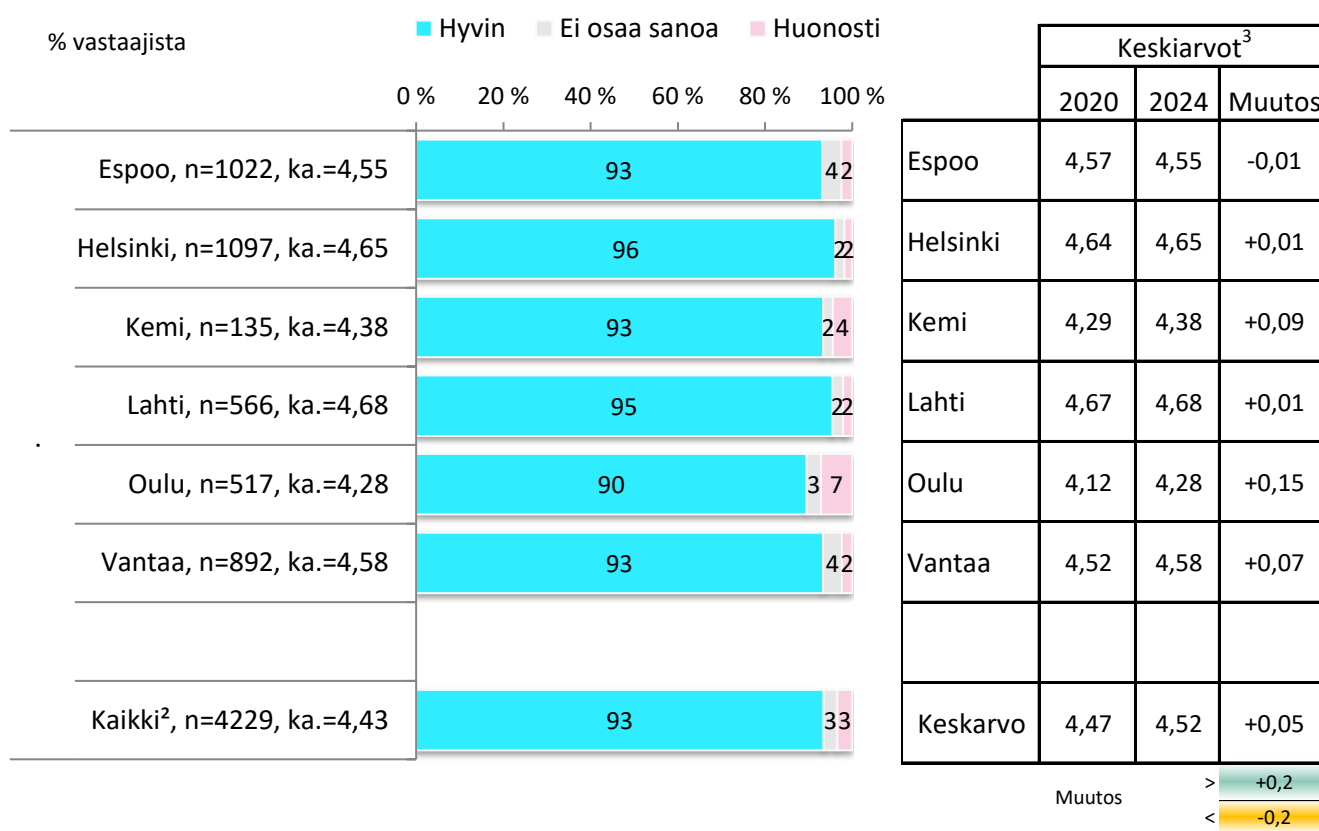 % vastaajista
Hyvin Ei osaa sanoa Huonosti
0 % 20 % 40 % 60 % 80 % 100 %
Espoo, n=1022, ka.=4,55 93 4 2
Helsinki, n=1097, ka.=4,65 96 2 2
Kemi, n=135, ka.=4,38 93 2 4
Lahti, n=566, ka.=4,68 95 2 2
.
Oulu, n=517, ka.=4,28 90 3 7
Vantaa, n=892, ka.=4,58 93 4 2
Kaikki², n=4229, ka.=4,43 93 3 3
Keskiarvot³
2020 2024 Muutos
Espoo 4,57 4,55 -0,01
Helsinki 4,64 4,65 +0,01
Kemi 4,29 4,38 +0,09
Lahti 4,67 4,68 +0,01
Oulu 4,12 4,28 +0,15
Vantaa 4,52 4,58 +0,07
Keskarvo 4,47 4,52 +0,05
Muutos
> +0,2
< -0,2